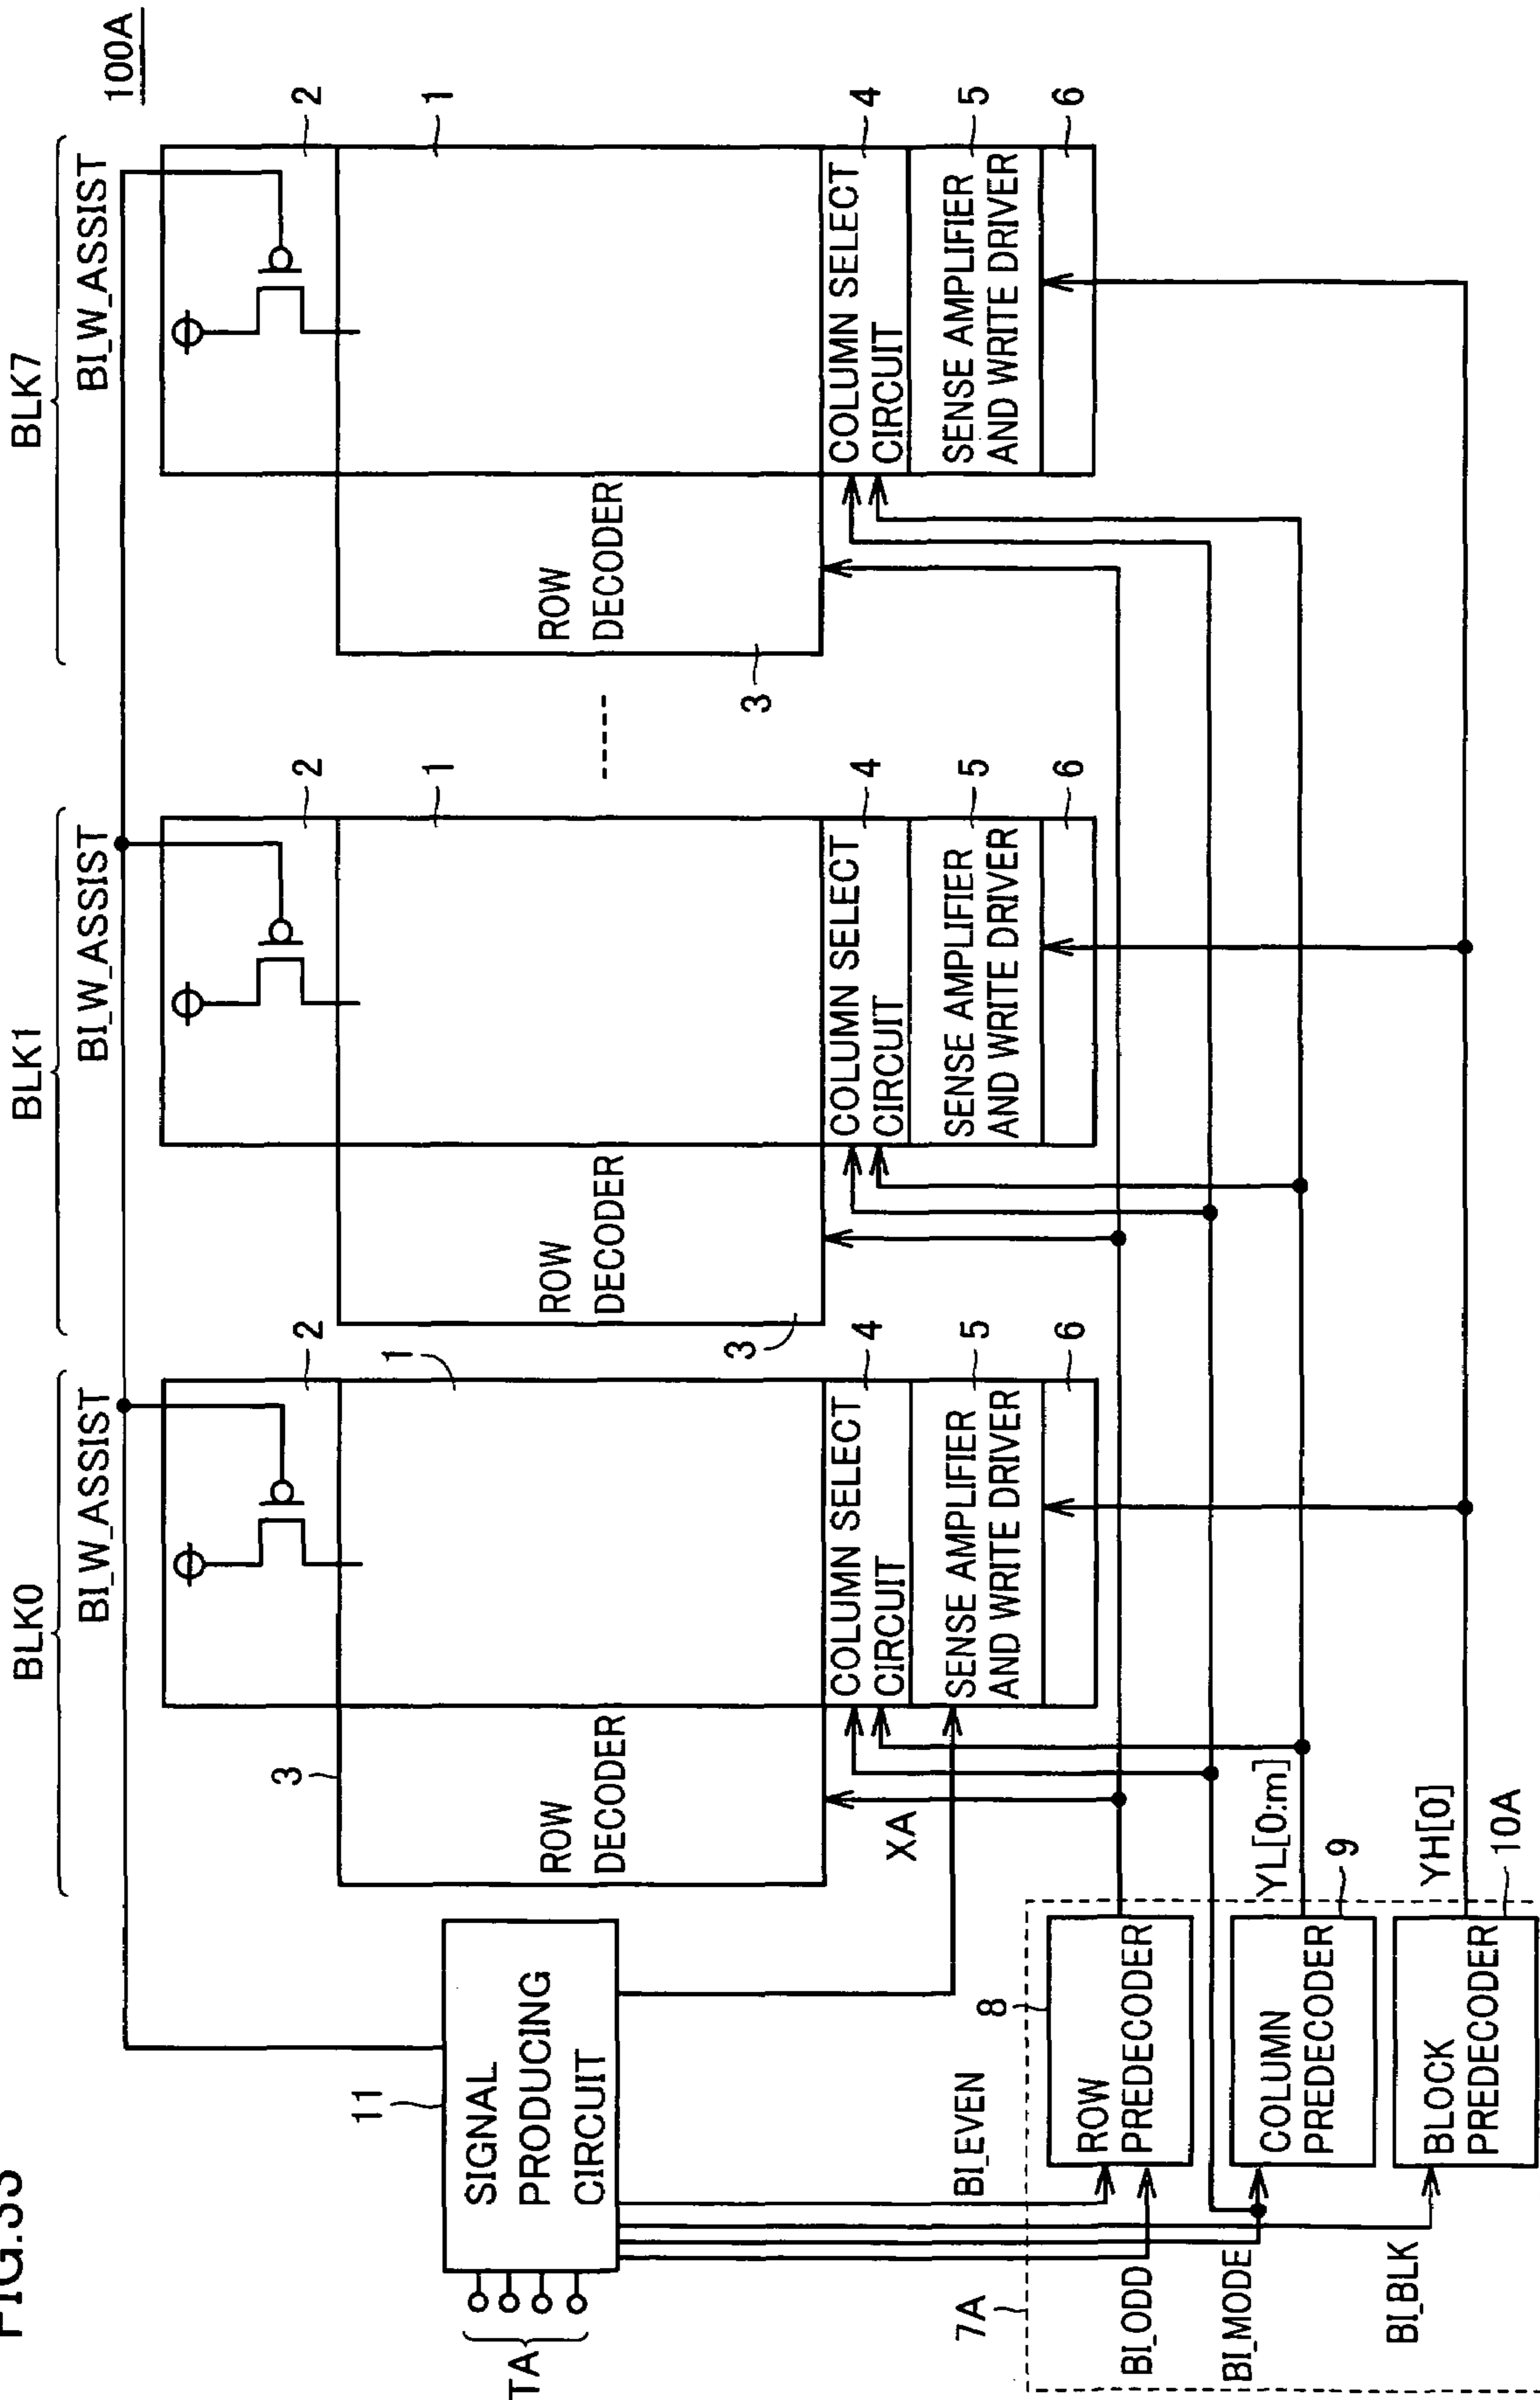 FIG.33
100A
BLK0
BLK1
BLK7
BI_W_ASSIST
BI_W_ASSIST
BI_W_ASSIST
2
2
2
1
1
1
11
SIGNAL
PRODUCING
CIRCUIT
TA
3
ROW
DECODER
3
ROW
DECODER
3
ROW
DECODER
-----
COLUMN SELECT
CIRCUIT
4
COLUMN SELECT
CIRCUIT
4
COLUMN SELECT
CIRCUIT
4
SENSE AMPLIFIER
AND WRITE DRIVER
5
SENSE AMPLIFIER
AND WRITE DRIVER
5
SENSE AMPLIFIER
AND WRITE DRIVER
5
6
6
6
XA
BI_EVEN
7A
8
ROW
PREDECODER
BI_ODD
BI_MODE
COLUMN
PREDECODER
YL[0:m]
9
BI_BLK
BLOCK
PREDECODER
YH[0]
10A